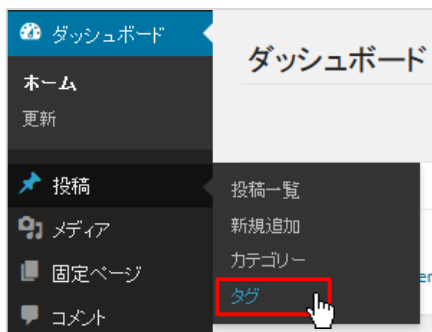 ダッシュボード
ダッシュボード
ホーム
更新
投稿
投稿一覧
新規追加
メディア
カテゴリー
固定ページ
タグ
コメント